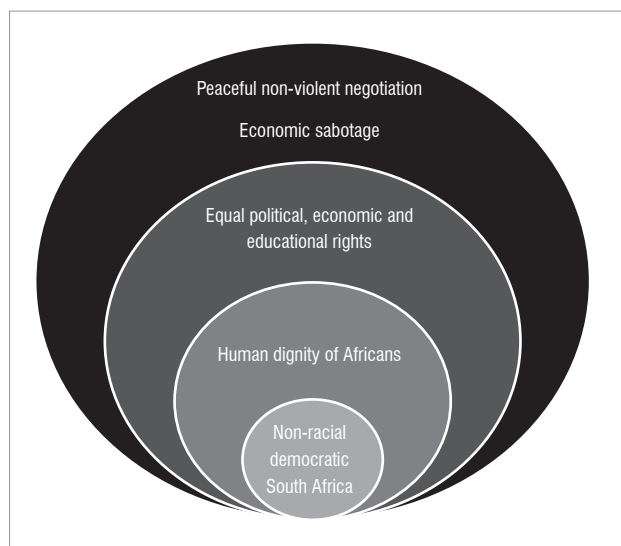 Peaceful non-violent negotiation
Economic sabotage
Equal political, economic and
educational rights
Human dignity of Africans
Non-racial
democratic
South Africa